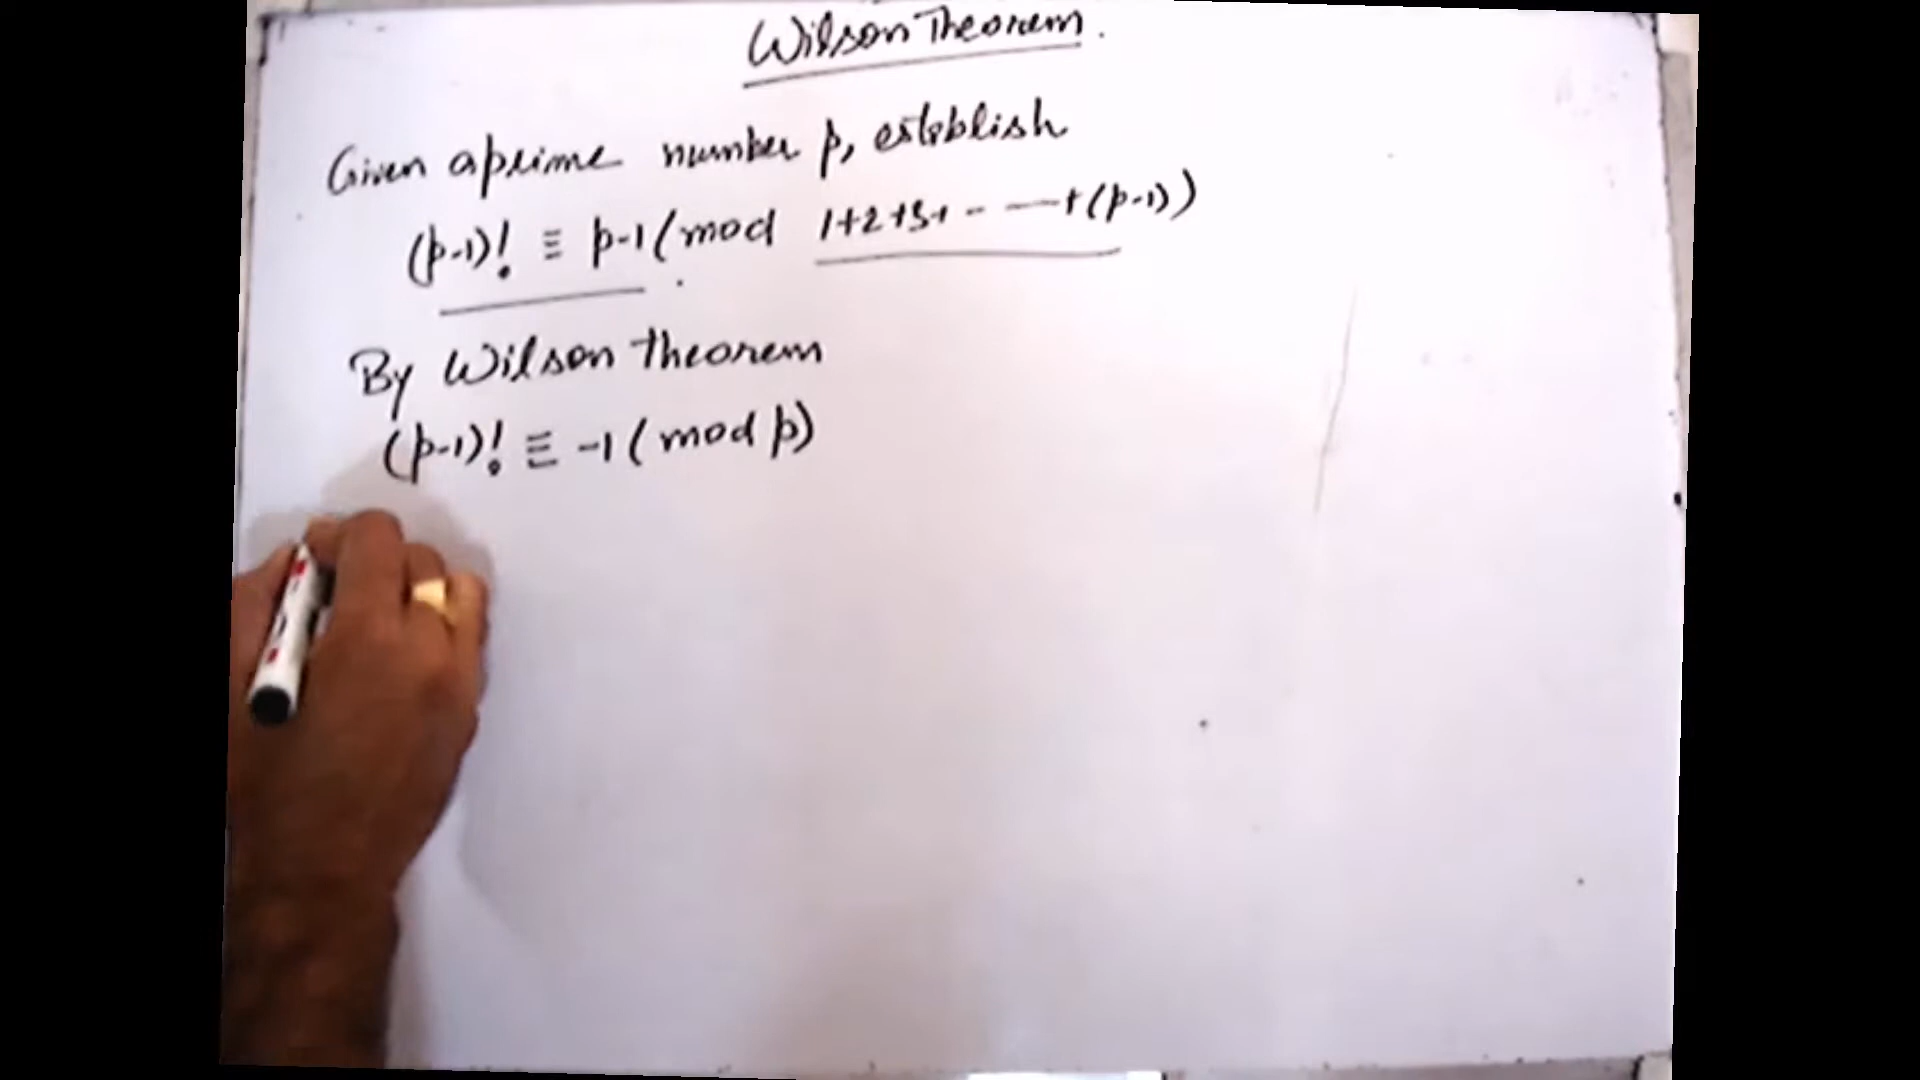 Wilson Theorem.
Given a prime number p, establish
(p-1)! ≡ p-1 (mod 1+2+3+ - — + (p-1))
By Wilson theorem
(p-1)! ≡ -1 (mod p)